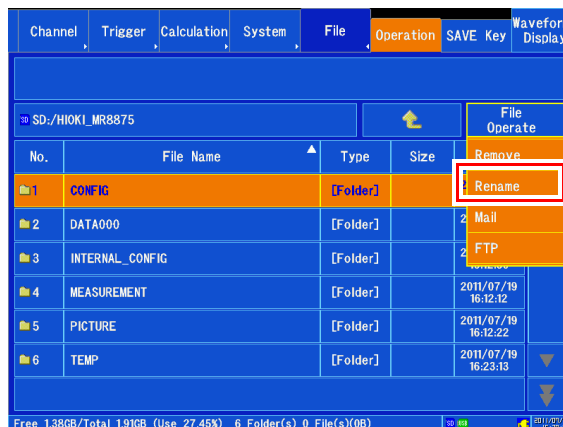 Channel Trigger Calculation System File Operation SAVE Key Wavefor
Display
SD:/HIOKI_MR8875
File
Operate
No. File Name Type Size
Remove
Rename
Mail
FTP
1 CONFIG [Folder]
2 DATA000 [Folder]
3 INTERNAL_CONFIG [Folder]
4 MEASUREMENT [Folder] 2011/07/19
16:12:12
5 PICTURE [Folder] 2011/07/19
16:12:22
6 TEMP [Folder] 2011/07/19
16:23:13
Free 1.38GB/Total 1.91GB (Use 27.45%) 6 Folder(s) 0 File(s)(0B)